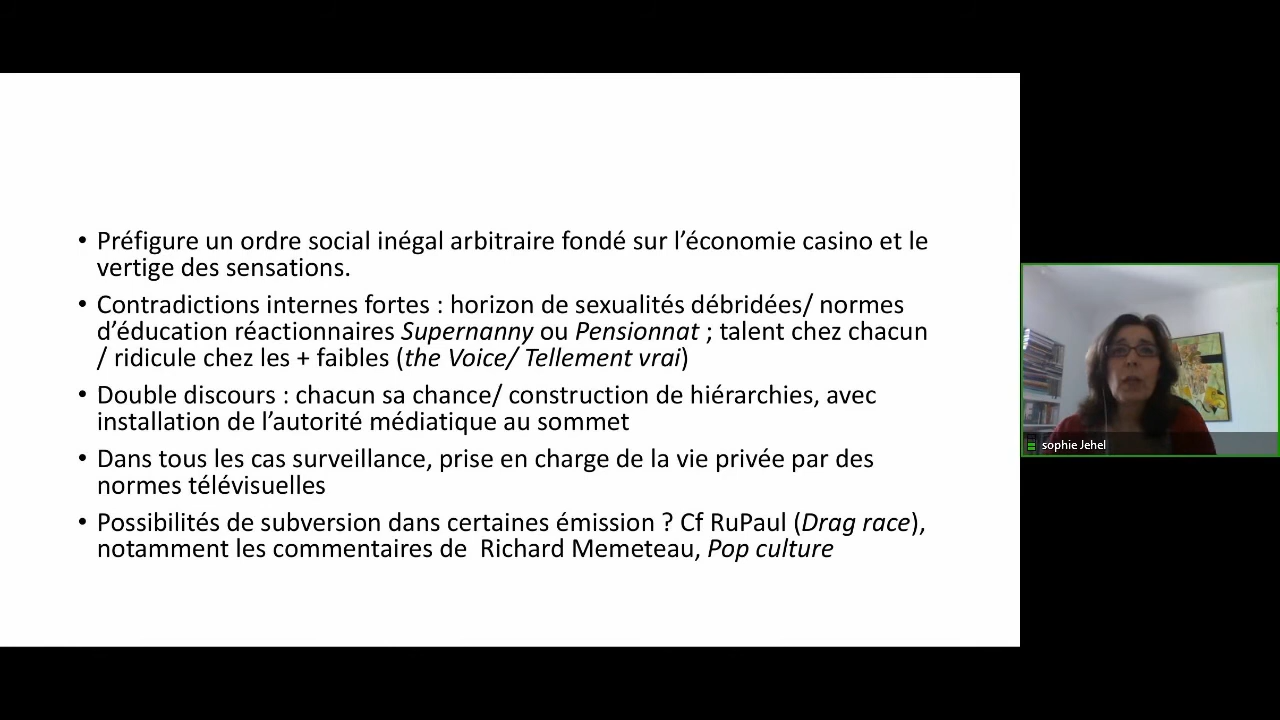 • Préfigure un ordre social inégal arbitraire fondé sur l’économie casino et le
vertige des sensations.
• Contradictions internes fortes : horizon de sexualités débridées/ normes
d’éducation réactionnaires Supernanny ou Pensionnat ; talent chez chacun
/ ridicule chez les + faibles (the Voice/ Tellement vrai)
• Double discours : chacun sa chance/ construction de hiérarchies, avec
installation de l’autorité médiatique au sommet
• Dans tous les cas surveillance, prise en charge de la vie privée par des
normes télévisuelles
• Possibilités de subversion dans certaines émission ? Cf RuPaul (Drag race),
notamment les commentaires de  Richard Memeteau, Pop culture
sophie Jehel